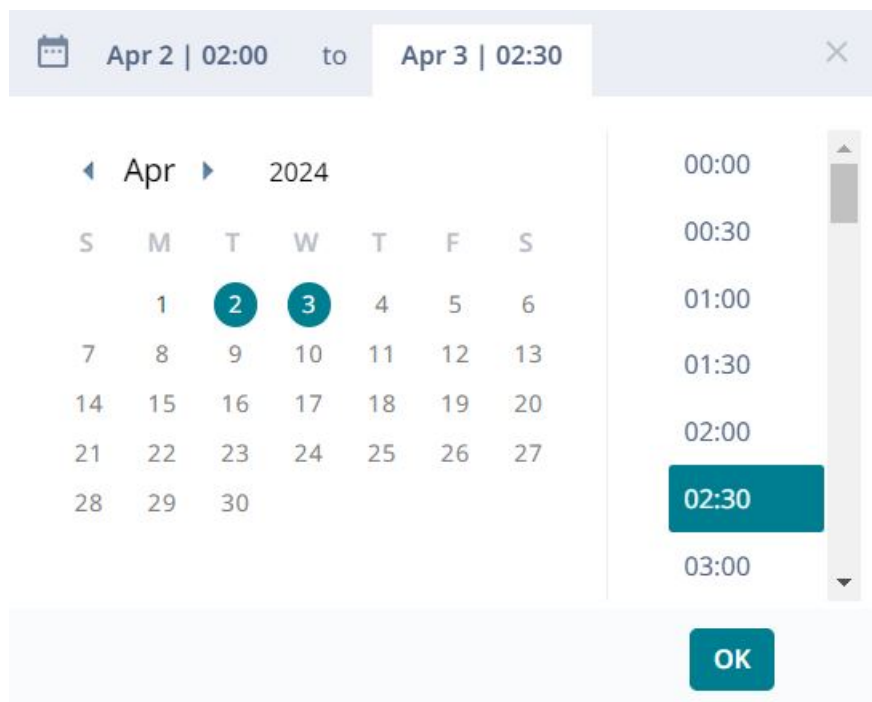 Apr 2 | 02:00 to Apr 3 | 02:30
Apr 2024
S M T W T F S
1 2 3 4 5 6
7 8 9 10 11 12 13
14 15 16 17 18 19 20
21 22 23 24 25 26 27
28 29 30
00:00
00:30
01:00
01:30
02:00
02:30
03:00
OK